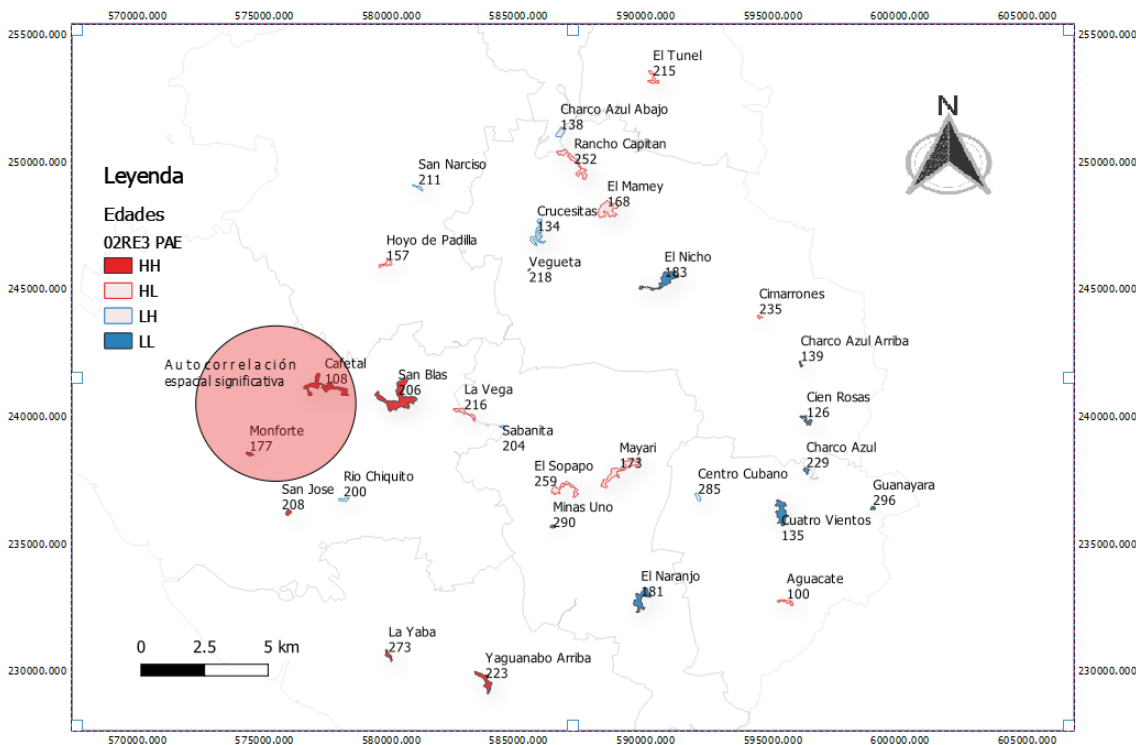 570000.000 575000.000 580000.000 585000.000 590000.000 595000.000 600000.000 605000.000
255000.000 255000.000
El Tunel
215
Charco Azul Abajo
138
N
Rancho Capitan
252
250000.000 250000.000
San Narciso
211
Leyenda
El Mamey
168
Edades
Crucesitas
134
02RE3 PAE
Hoyo de Padilla
157
HH
El Nicho
183
Vegueta
218
HL
245000.000 245000.000
Cimarrones
235
LH
LL
Charco Azul Arriba
139
Autocorrelación
espacial significativa
Cafetal
108
San Blas
206
La Vega
216
Cien Rosas
126
240000.000 240000.000
Monforte
177
Sabanita
204
Mayari
173
Charco Azul
229
El Sopapo
259
Centro Cubano
285
Rio Chiquito
200
San Jose
208
Guanayara
296
Minas Uno
290
Cuatro Vientos
135
235000.000 235000.000
El Naranjo
181
Aguacate
100
La Yaba
273
0 2.5 5 km
Yaguanabo Arriba
223
230000.000 230000.000
570000.000 575000.000 580000.000 585000.000 590000.000 595000.000 600000.000 605000.000